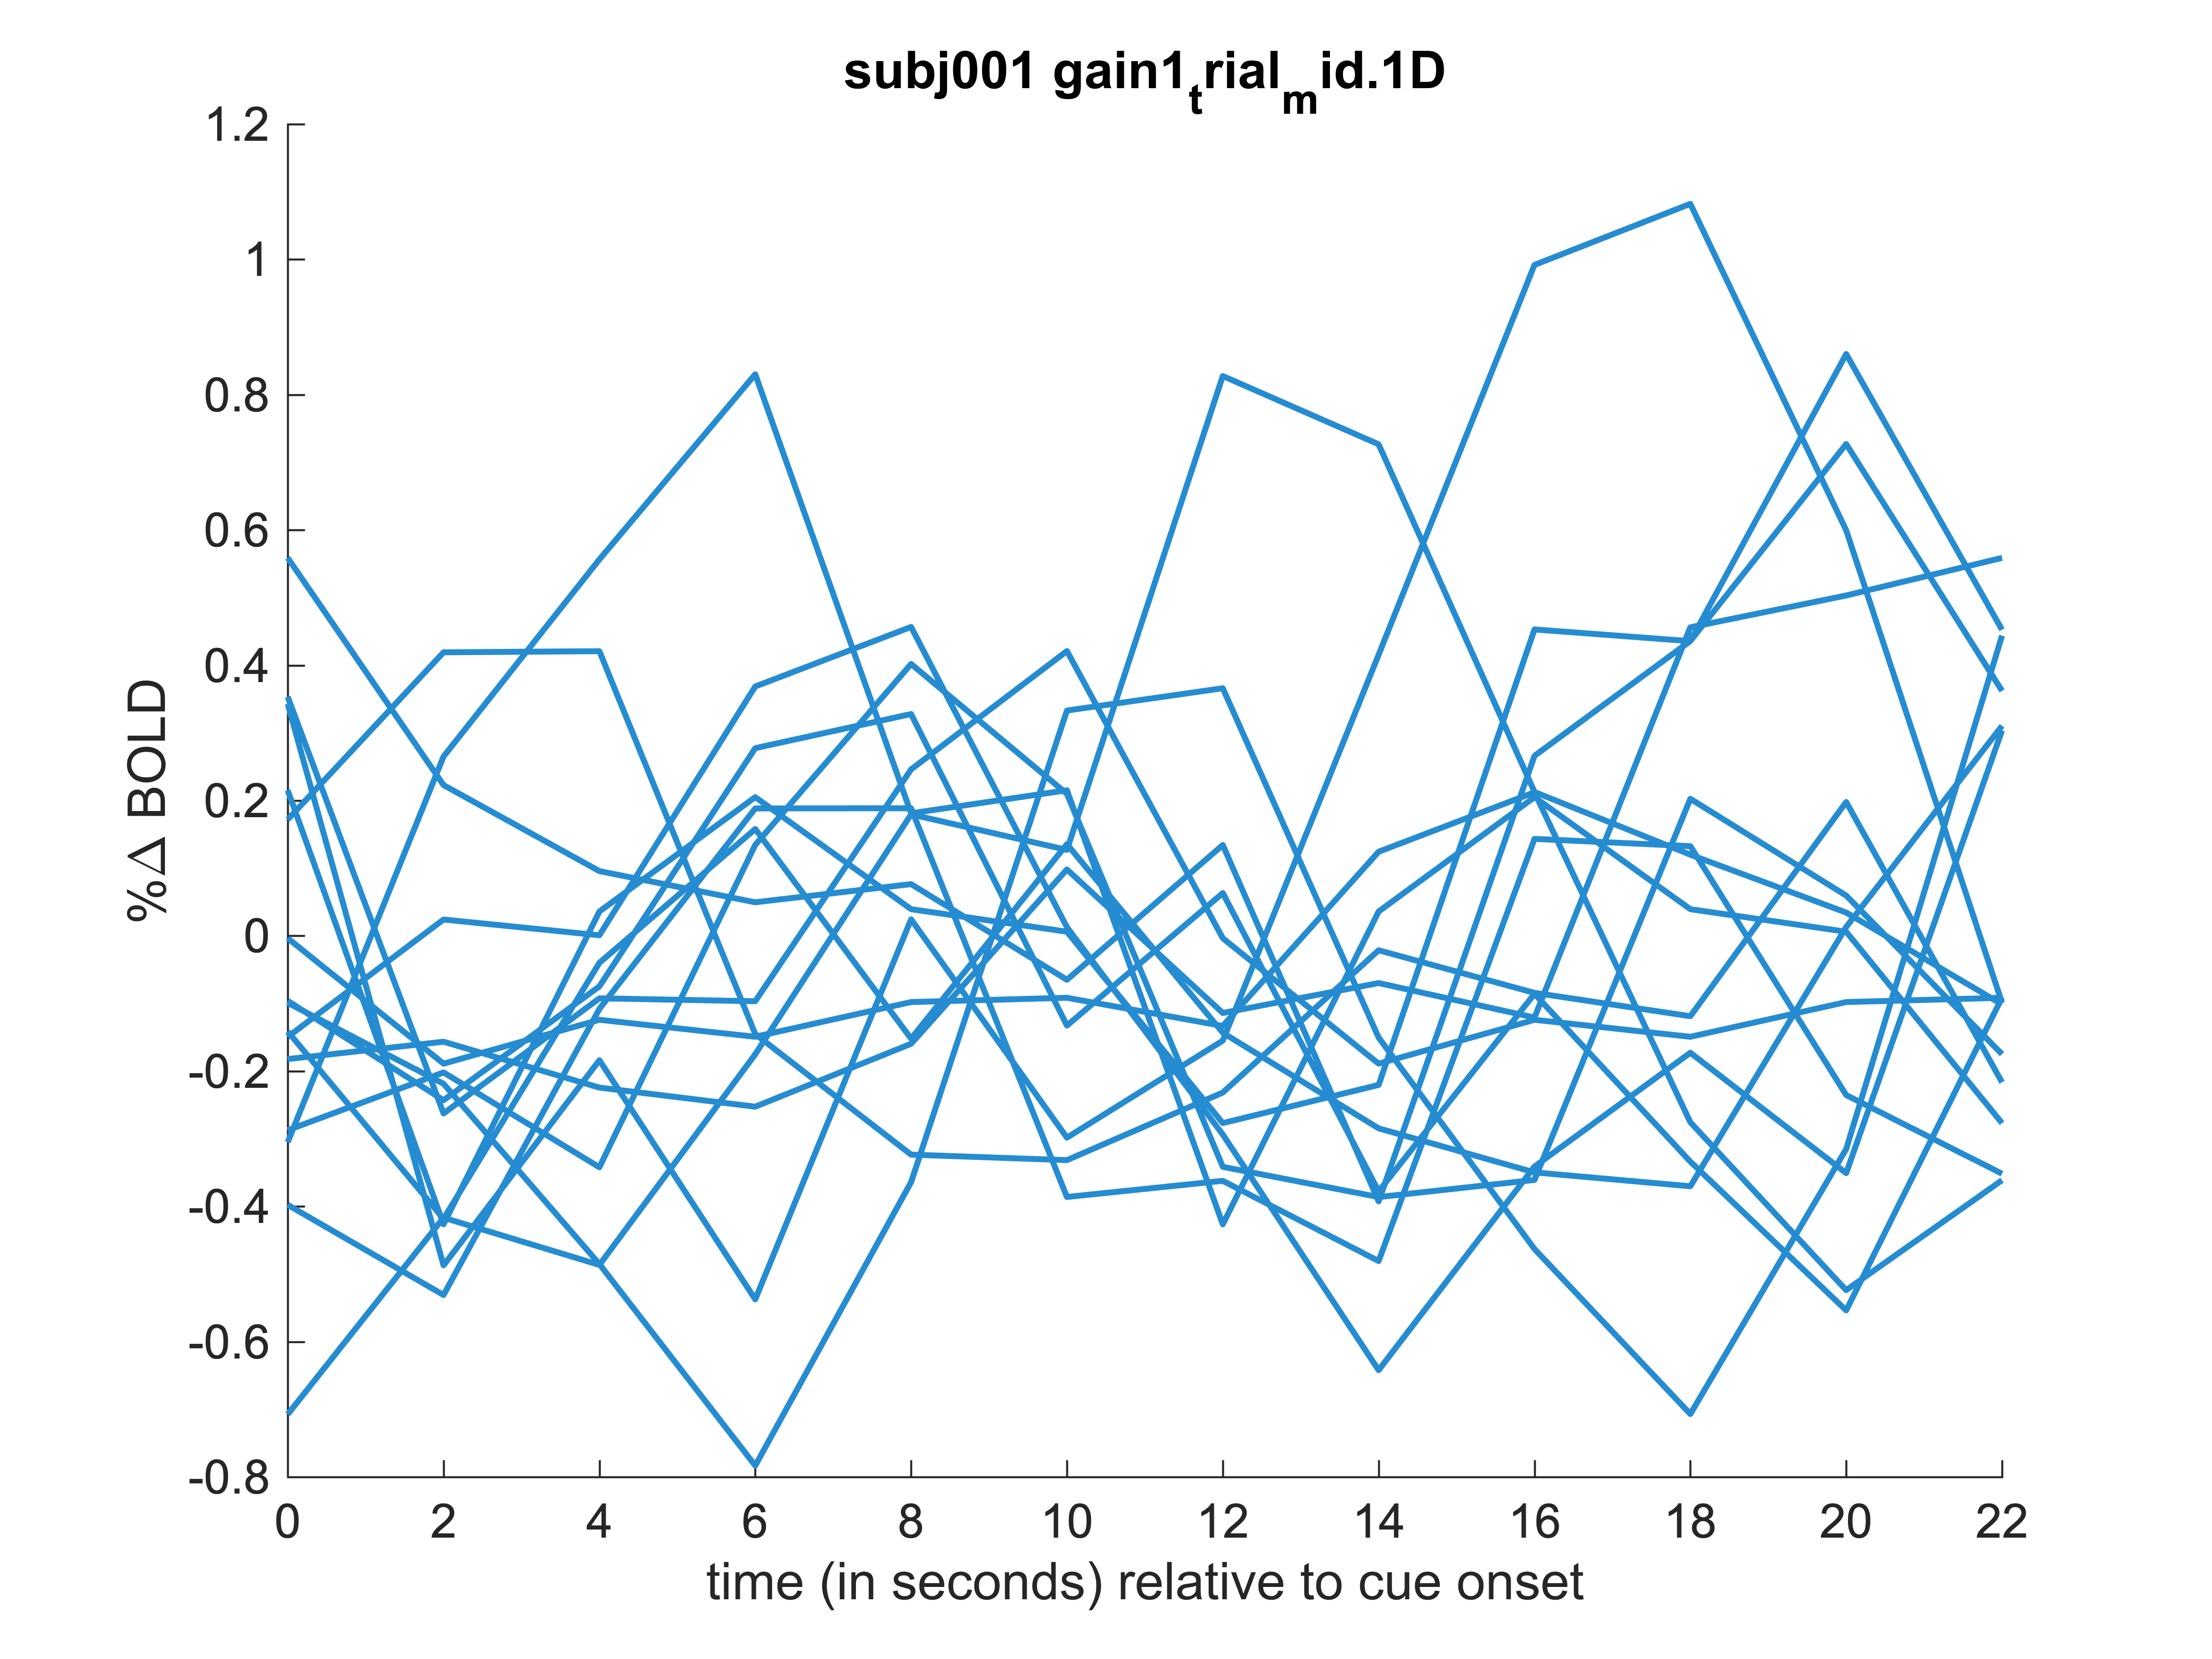 subj001 gain1trialmid.1D
1.2
1
0.8
0.6
0.4
0.2
0
-0.2
-0.4
-0.6
-0.8
%Δ BOLD
0 2 4 6 8 10 12 14 16 18 20 22
time (in seconds) relative to cue onset